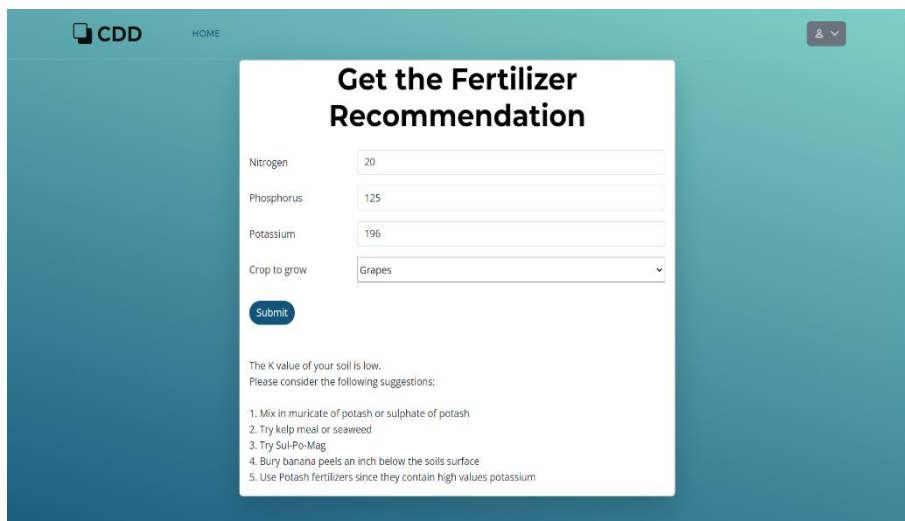 CDD HOME
Get the Fertilizer
Recommendation
Nitrogen 20
Phosphorus 125
Potassium 196
Crop to grow Grapes
Submit
The K value of your soil is low.
Please consider the following suggestions:
1. Mix in muricate of potash or sulphate of potash
2. Try kelp meal or seaweed
3. Try Sul-Po-Mag
4. Bury banana peels an inch below the soils surface
5. Use Potash fertilizers since they contain high values potassium